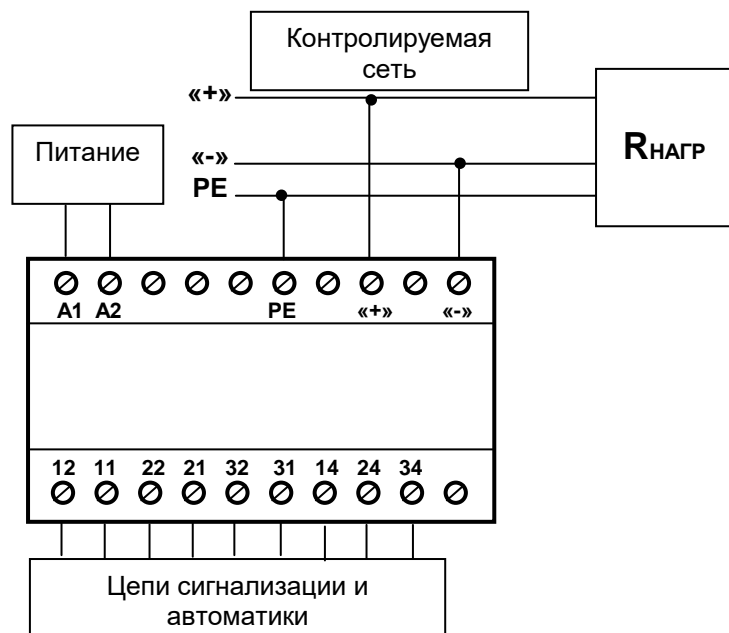 Контролируемая
сеть
«+»
Питание
«-»
PE
RНАГР
A1 A2 PE «+» «-»
12 11 22 21 32 31 14 24 34
Цепи сигнализации и
автоматики